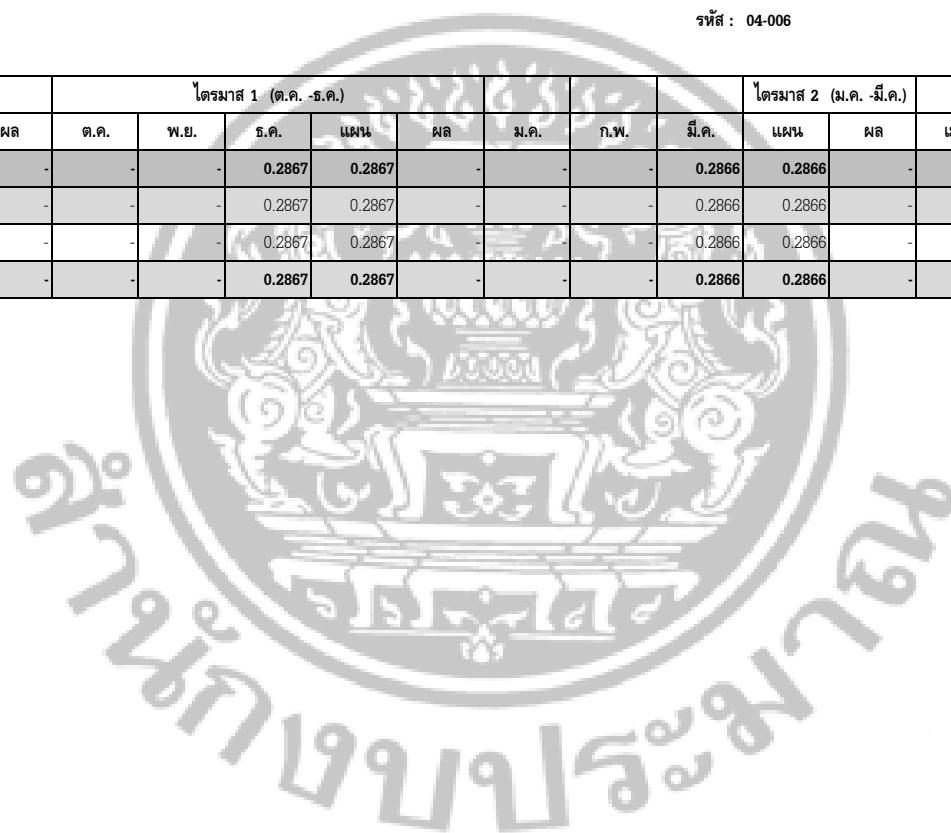 รหัส : 04-006
ไตรมาส 1 (ต.ค. -ธ.ค.) ไตรมาส 2 (ม.ค. -มี.ค.)
ผล ต.ค. พ.ย. ธ.ค. แผน ผล ม.ค. ก.พ. มี.ค. แผน ผล
- - - 0.2867 0.2867 - - - 0.2866 0.2866 -
- - - 0.2867 0.2867 - - - 0.2866 0.2866 -
- - - 0.2867 0.2867 - - - 0.2866 0.2866 -
- - - 0.2867 0.2867 - - - 0.2866 0.2866 -
สำนักงบประมาณ